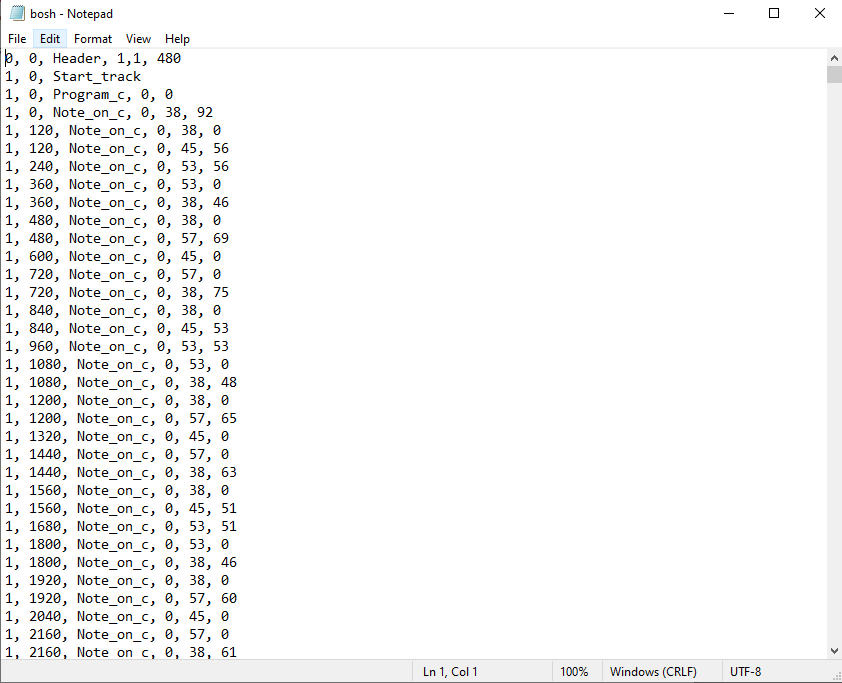 bosh - Notepad
File Edit Format View Help
0, 0, Header, 1,1, 480
1, 0, Start_track
1, 0, Program_c, 0, 0
1, 0, Note_on_c, 0, 38, 92
1, 120, Note_on_c, 0, 38, 0
1, 120, Note_on_c, 0, 45, 56
1, 240, Note_on_c, 0, 53, 56
1, 360, Note_on_c, 0, 53, 0
1, 360, Note_on_c, 0, 38, 46
1, 480, Note_on_c, 0, 38, 0
1, 480, Note_on_c, 0, 57, 69
1, 600, Note_on_c, 0, 45, 0
1, 720, Note_on_c, 0, 57, 0
1, 720, Note_on_c, 0, 38, 75
1, 840, Note_on_c, 0, 38, 0
1, 840, Note_on_c, 0, 45, 53
1, 960, Note_on_c, 0, 53, 53
1, 1080, Note_on_c, 0, 53, 0
1, 1080, Note_on_c, 0, 38, 48
1, 1200, Note_on_c, 0, 38, 0
1, 1200, Note_on_c, 0, 57, 65
1, 1320, Note_on_c, 0, 45, 0
1, 1440, Note_on_c, 0, 57, 0
1, 1440, Note_on_c, 0, 38, 63
1, 1560, Note_on_c, 0, 38, 0
1, 1560, Note_on_c, 0, 45, 51
1, 1680, Note_on_c, 0, 53, 51
1, 1800, Note_on_c, 0, 53, 0
1, 1800, Note_on_c, 0, 38, 46
1, 1920, Note_on_c, 0, 38, 0
1, 1920, Note_on_c, 0, 57, 60
1, 2040, Note_on_c, 0, 45, 0
1, 2160, Note_on_c, 0, 57, 0
1, 2160, Note_on_c, 0, 38, 61
Ln 1, Col 1 100% Windows (CRLF) UTF-8